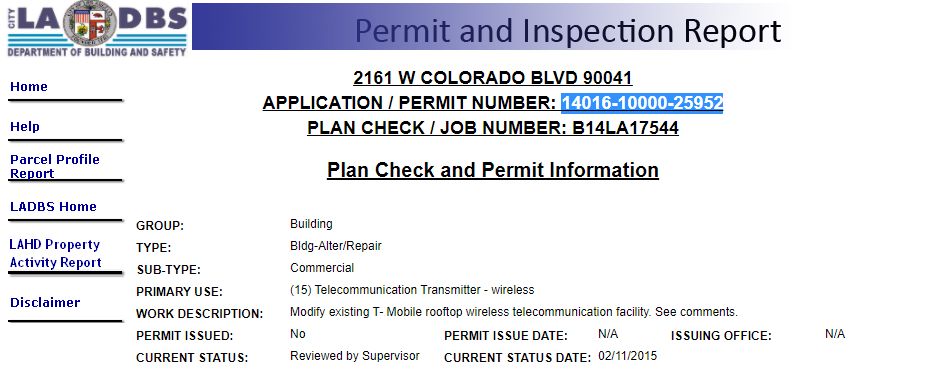 CITY
LA DBS
DEPARTMENT OF BUILDING AND SAFETY
Permit and Inspection Report
Home
Help
Parcel Profile
Report
LADBS Home
LAHD Property
Activity Report
Disclaimer
2161 W COLORADO BLVD 90041
APPLICATION / PERMIT NUMBER: 14016-10000-25952
PLAN CHECK / JOB NUMBER: B14LA17544
Plan Check and Permit Information
GROUP: Building
TYPE: Bldg-Alter/Repair
SUB-TYPE: Commercial
PRIMARY USE: (15) Telecommunication Transmitter - wireless
WORK DESCRIPTION: Modify existing T- Mobile rooftop wireless telecommunication facility. See comments.
PERMIT ISSUED: No PERMIT ISSUE DATE: N/A ISSUING OFFICE: N/A
CURRENT STATUS: Reviewed by Supervisor CURRENT STATUS DATE: 02/11/2015